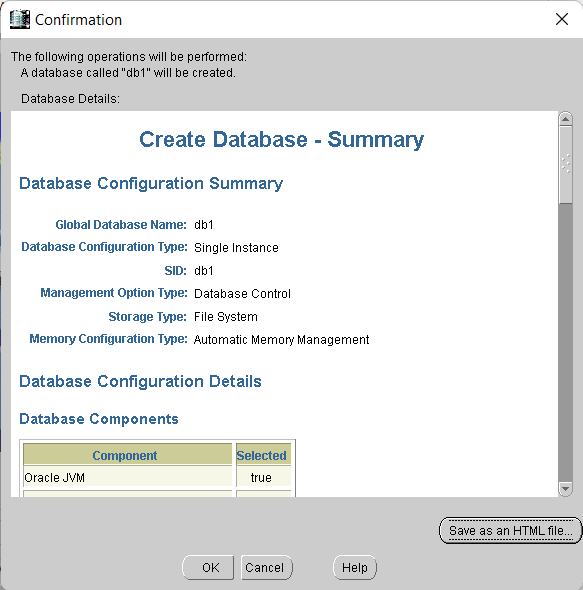 Confirmation
The following operations will be performed:
A database called "db1" will be created.
Database Details:
Create Database - Summary
Database Configuration Summary
Global Database Name: db1
Database Configuration Type: Single Instance
SID: db1
Management Option Type: Database Control
Storage Type: File System
Memory Configuration Type: Automatic Memory Management
Database Configuration Details
Database Components
Component Selected
Oracle JVM true
Save as an HTML file...
OK Cancel Help